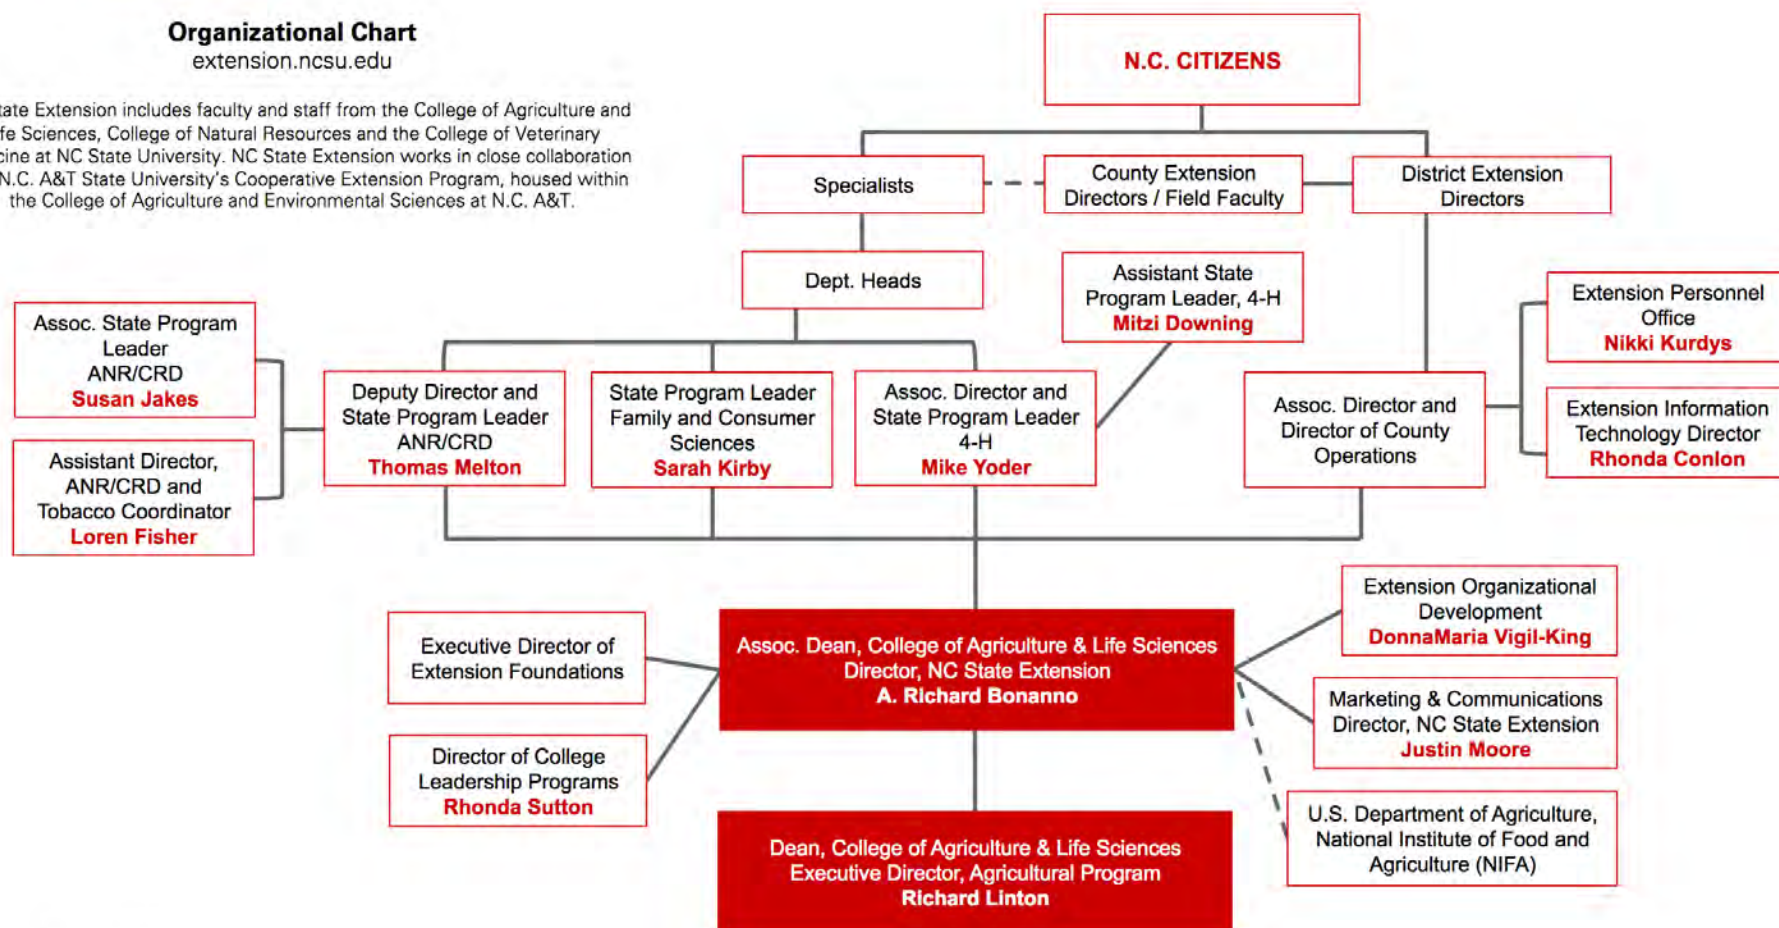 Organizational Chart
extension.ncsu.edu
tate Extension includes faculty and staff from the College of Agriculture and
fe Sciences, College of Natural Resources and the College of Veterinary
cine at NC State University. NC State Extension works in close collaboration
N.C. A&T State University's Cooperative Extension Program, housed within
the College of Agriculture and Environmental Sciences at N.C. A&T.
N.C. CITIZENS
Specialists
County Extension
Directors / Field Faculty
District Extension
Directors
Dept. Heads
Assistant State
Program Leader, 4-H
Mitzi Downing
Extension Personnel
Office
Nikki Kurdys
Assoc. State Program
Leader
ANR/CRD
Susan Jakes
Deputy Director and
State Program Leader
ANR/CRD
Thomas Melton
State Program Leader
Family and Consumer
Sciences
Sarah Kirby
Assoc. Director and
State Program Leader
4-H
Mike Yoder
Assoc. Director and
Director of County
Operations
Extension Information
Technology Director
Rhonda Conlon
Assistant Director,
ANR/CRD and
Tobacco Coordinator
Loren Fisher
Executive Director of
Extension Foundations
Assoc. Dean, College of Agriculture & Life Sciences
Director, NC State Extension
A. Richard Bonanno
Extension Organizational
Development
DonnaMaria Vigil-King
Marketing & Communications
Director, NC State Extension
Justin Moore
Director of College
Leadership Programs
Rhonda Sutton
U.S. Department of Agriculture,
National Institute of Food and
Agriculture (NIFA)
Dean, College of Agriculture & Life Sciences
Executive Director, Agricultural Program
Richard Linton